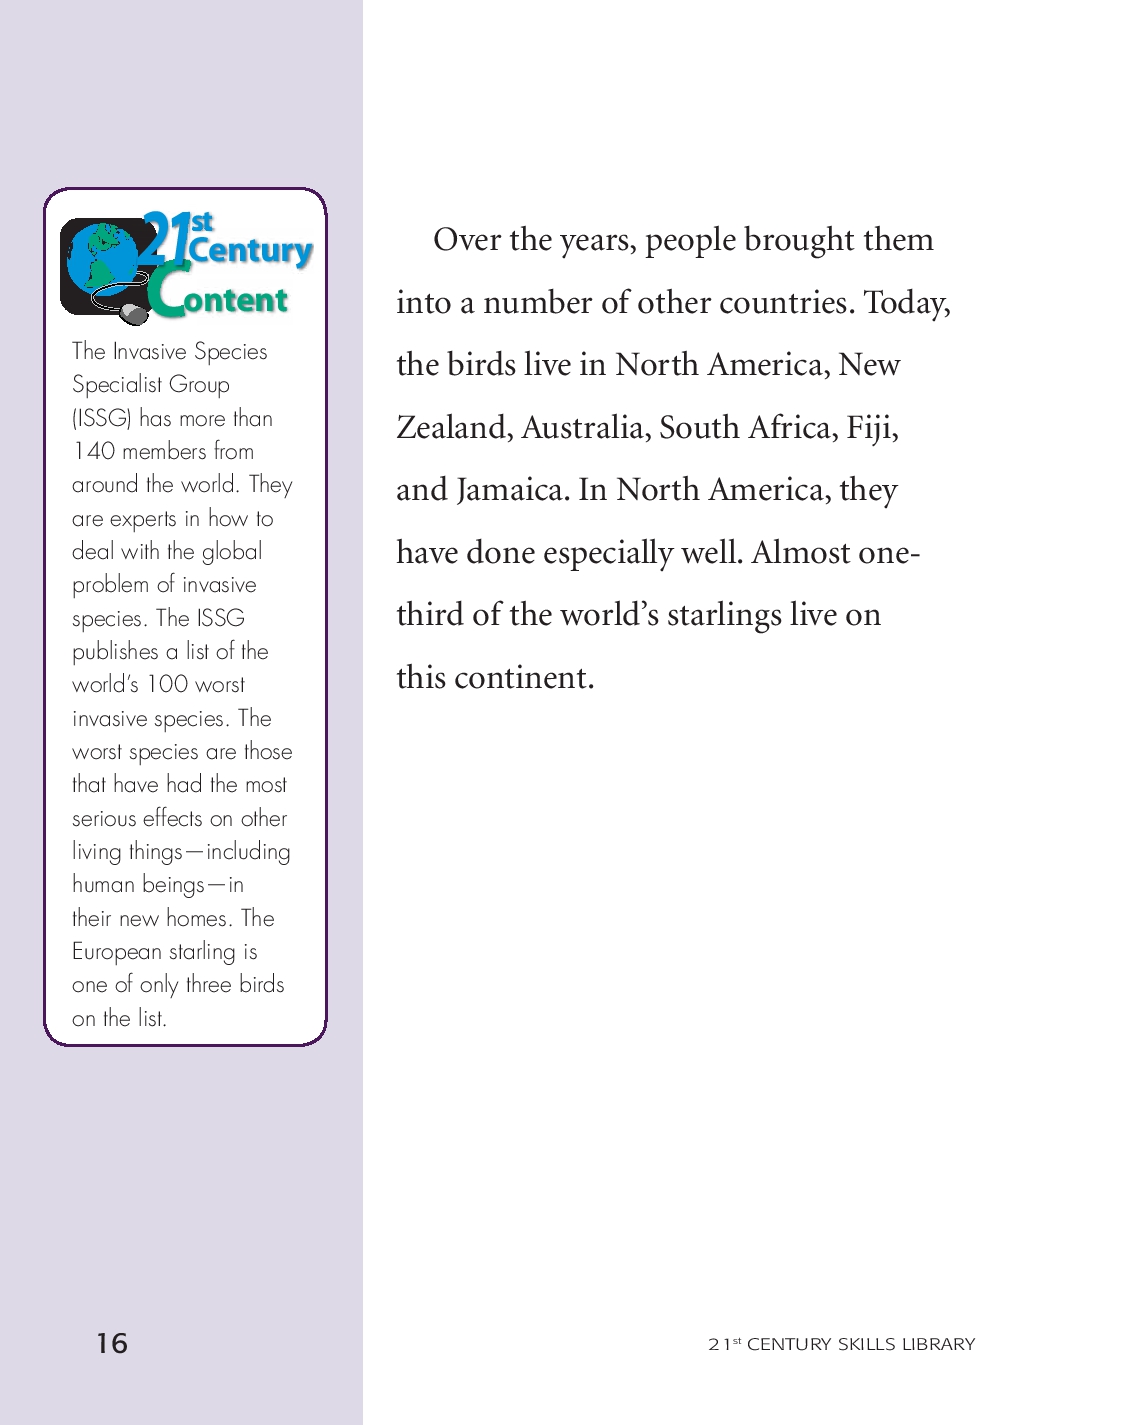 21st
Century
Content
The Invasive Species
Specialist Group
(ISSG) has more than
140 members from
around the world. They
are experts in how to
deal with the global
problem of invasive
species. The ISSG
publishes a list of the
world’s 100 worst
invasive species. The
worst species are those
that have had the most
serious effects on other
living things—including
human beings—in
their new homes. The
European starling is
one of only three birds
on the list.
Over the years, people brought them
into a number of other countries. Today,
the birds live in North America, New
Zealand, Australia, South Africa, Fiji,
and Jamaica. In North America, they
have done especially well. Almost one-
third of the world’s starlings live on
this continent.
16
21st CENTURY SKILLS LIBRARY